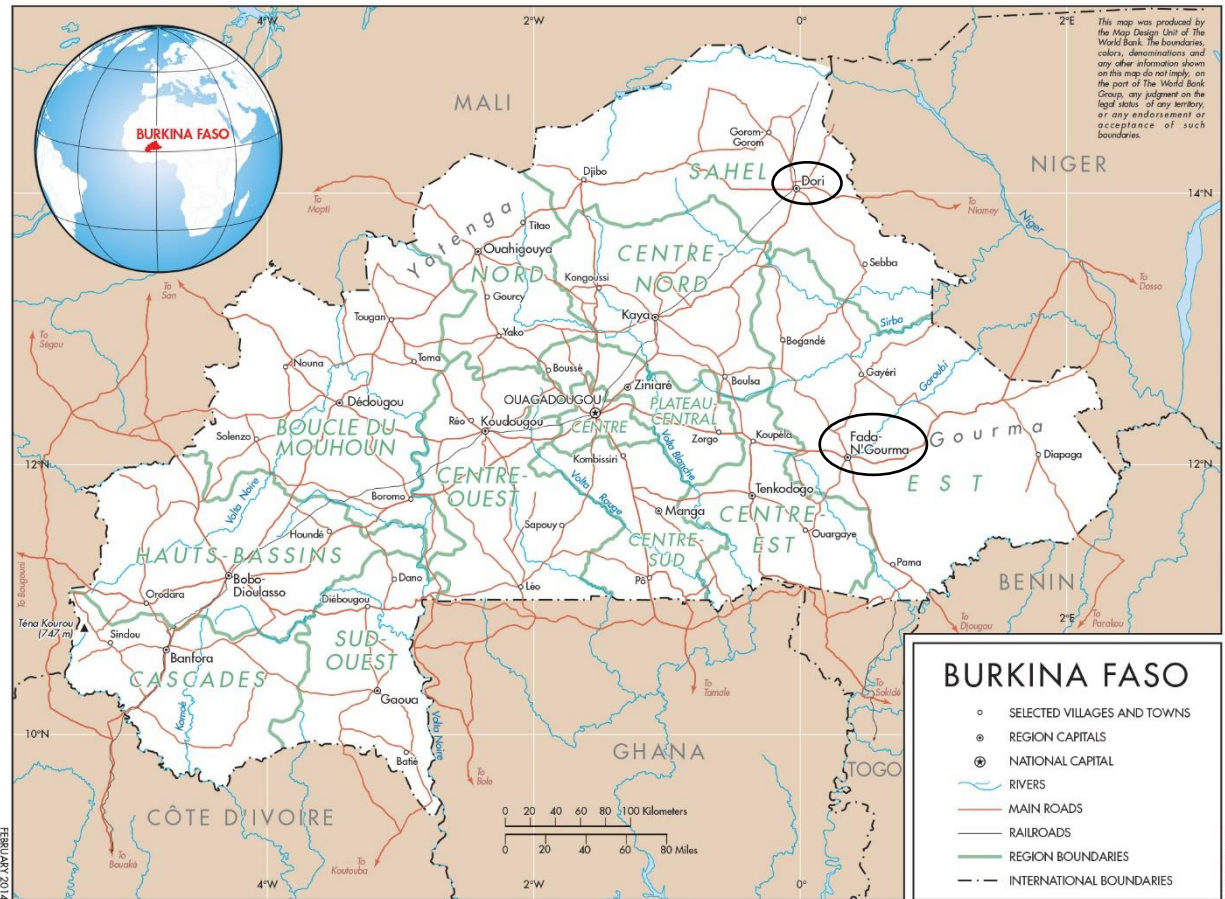 4°W
2°W
0°
2°E
This map was produced by
the Map Design Unit of The
World Bank. The boundaries,
colors, denominations and
any other information shown
on this map do not imply, on
the part of The World Bank
Group, any judgment on the
legal status of any territory,
or any endorsement or
acceptance of such
boundaries.
BURKINA FASO
MALI
NIGER
Gorom-
Gorom
SAHEL
Dori
Djibo
14°N
14°N
To
Mopti
To
Niamey
Niger
Yatenga
Titao
Ouahigouya
NORD
CENTRE-
NORD
Sebba
To
San
Kongoussi
Gourcy
To
Dosso
Tougan
Kaya
Sirba
To
Ségou
Yako
Bogandé
Nouna
Toma
Boussé
Gayéri
Goroubi
Ziniaré
Boulsa
OUAGADOUGOU
Dédougou
PLATEAU-
CENTRAL
BOUCLE DU
MOUHOUN
Réo
Koudougou
CENTRE
Solenzo
Zorgo
Koupéla
Fada-
N'Gourma
Gourma
12°N
12°N
Kombissiri
Volta Blanche
Diapaga
CENTRE-
OUEST
Volta Rouge
EST
Volta Noire
Boromo
Tenkodogo
Manga
Sapouy
CENTRE-
EST
Houndé
Ouargaye
HAUTS-BASSINS
CENTRE-
SUD
Pama
To Bougouni
Bobo-
Dioulasso
Dano
Léo
Pô
BENIN
Orodara
Diébougou
2°E
Téna Kourou
(747 m)
Sindou
To
Djougou
To
Parakou
SUD-
OUEST
Banfora
CASCADES
To
Tamale
To
Sokidé
Gaoua
Komoé
Volta Noire
10°N
Batié
GHANA
TOGO
To
Bole
CÔTE D'IVOIRE
To
Bouaké
To
Koutouba
0 20 40 60 80 100 Kilometers
0 20 40 60 80 Miles
4°W
2°W
0°
FEBRUARY 2014
BURKINA FASO
SELECTED VILLAGES AND TOWNS
REGION CAPITALS
NATIONAL CAPITAL
RIVERS
MAIN ROADS
RAILROADS
REGION BOUNDARIES
INTERNATIONAL BOUNDARIES